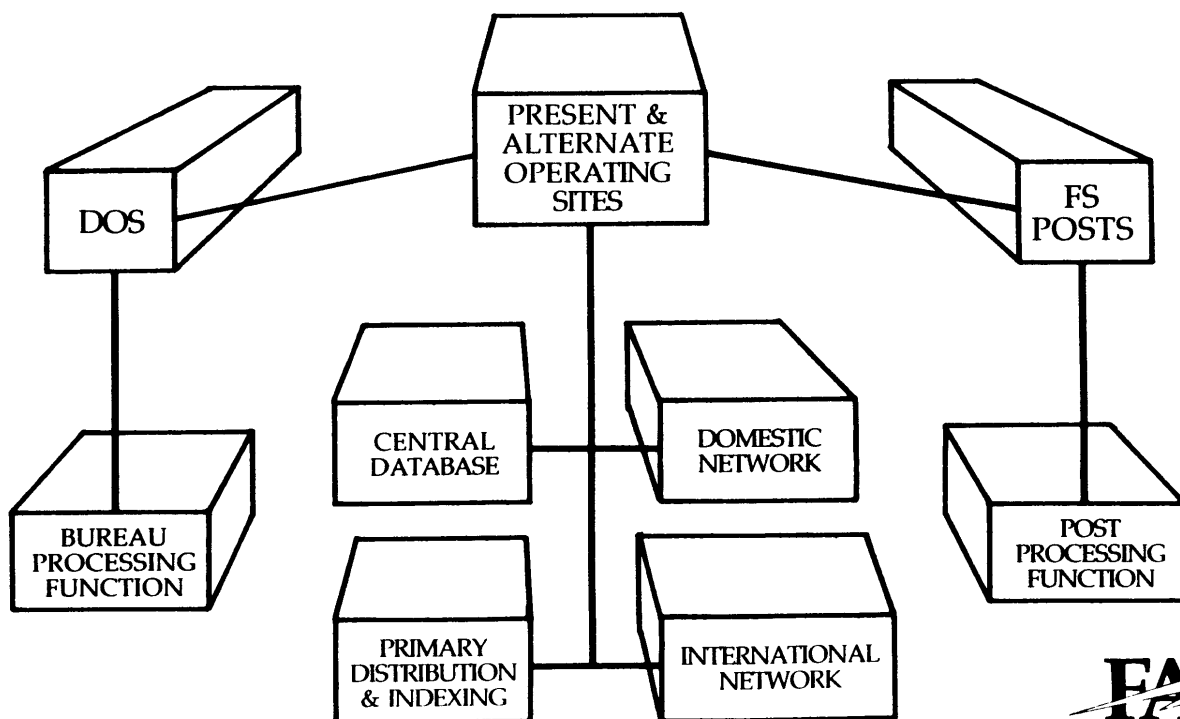 PRESENT &
ALTERNATE
OPERATING
SITES
DOS
FS
POSTS
CENTRAL
DATABASE
DOMESTIC
NETWORK
BUREAU
PROCESSING
FUNCTION
POST
PROCESSING
FUNCTION
PRIMARY
DISTRIBUTION
& INDEXING
INTERNATIONAL
NETWORK